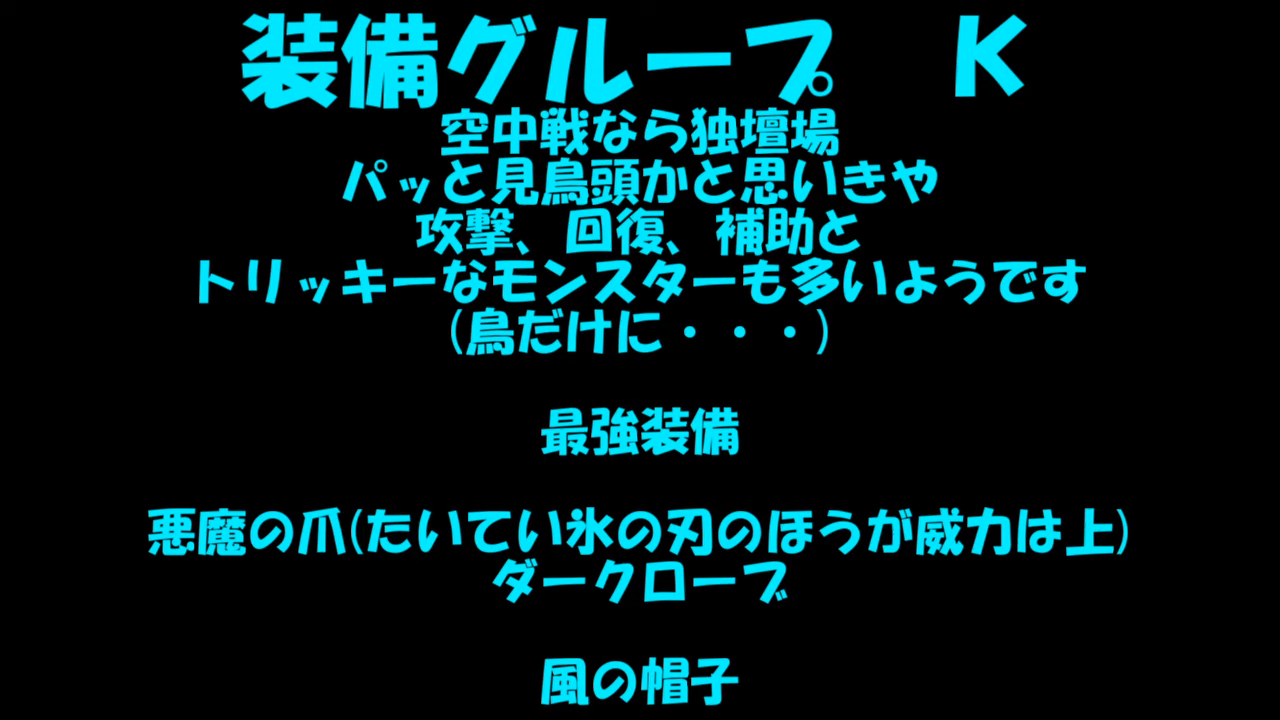 装備グループ　K
空中戦なら独壇場
パッと見鳥頭かと思いきや
攻撃、回復、補助と
トリッキーなモンスターも多いようです
(鳥だけに・・・)
最強装備
悪魔の爪(たいてい氷の刃のほうが威力は上)
ダークローブ
風の帽子